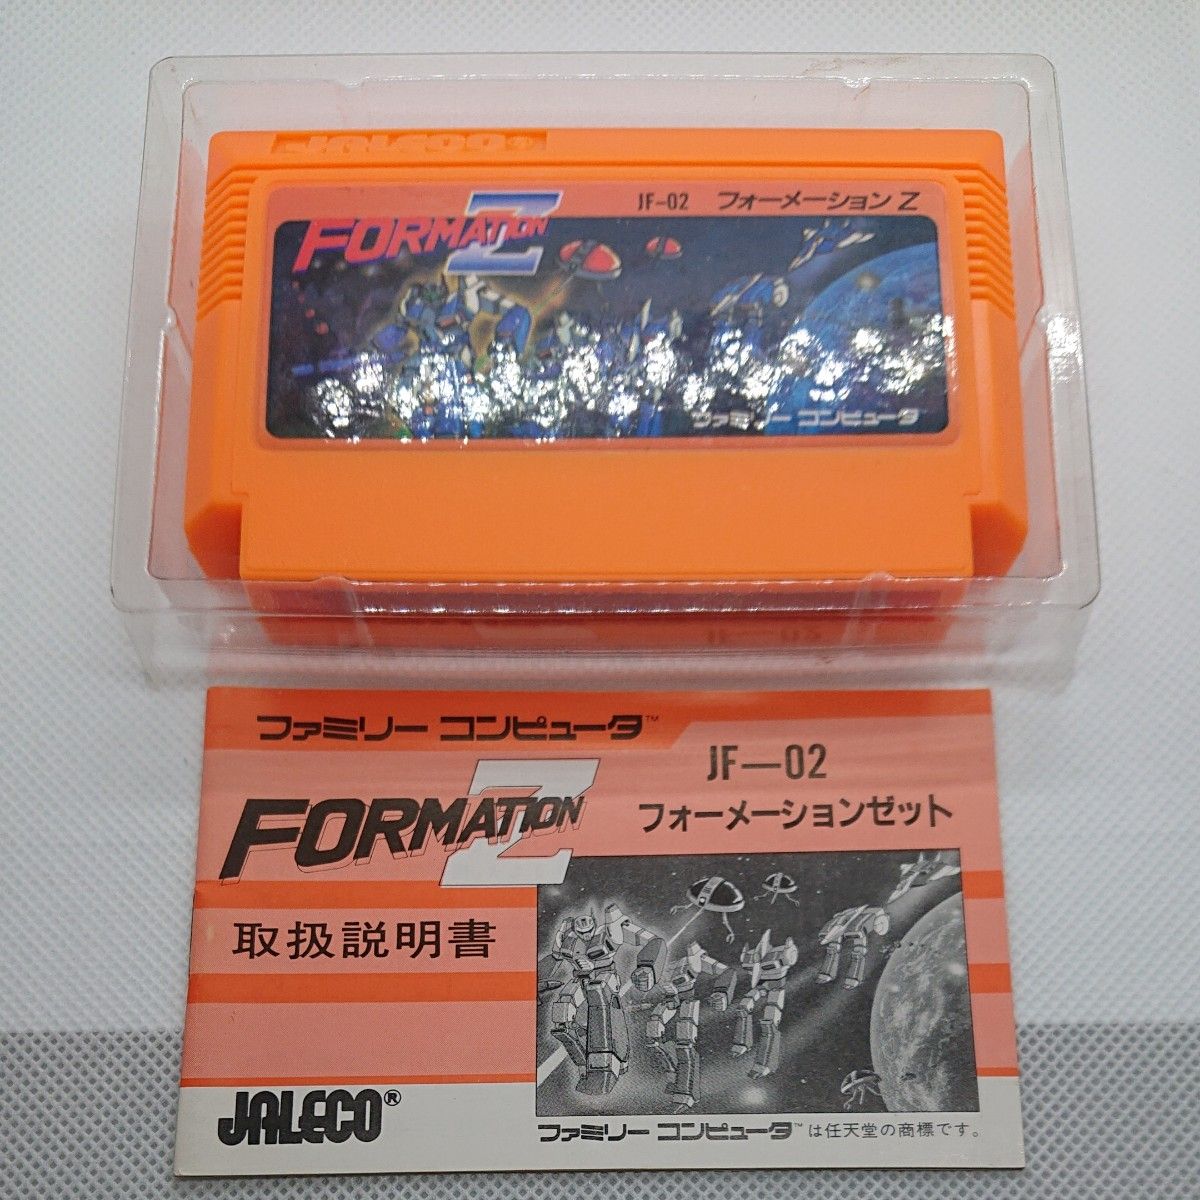 JALECO®
FORMATION Z
JF-02 フォーメーション Z
ファミリー コンピュータ
ファミリー コンピュータ™
JF—02
FORMATION Z
フォーメーションゼット
取扱説明書
JALECO®
ファミリー コンピュータ™は任天堂の商標です。